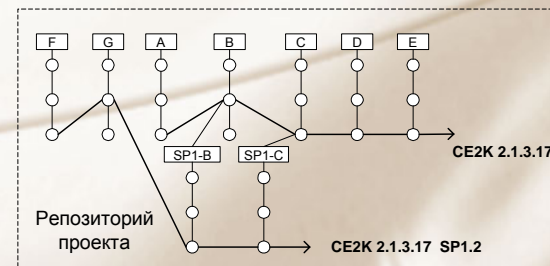 F G A B C D E
SP1-B SP1-C
CE2K 2.1.3.17
Репозиторий
проекта
CE2K 2.1.3.17 SP1.2